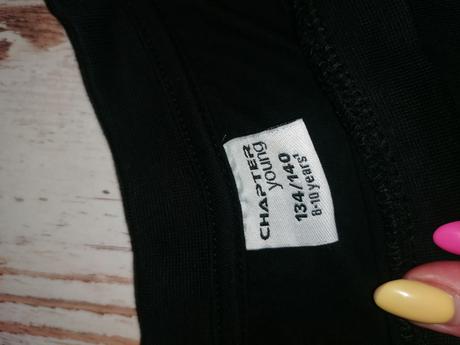 CHAPTER
young
134/140
8-10 years'